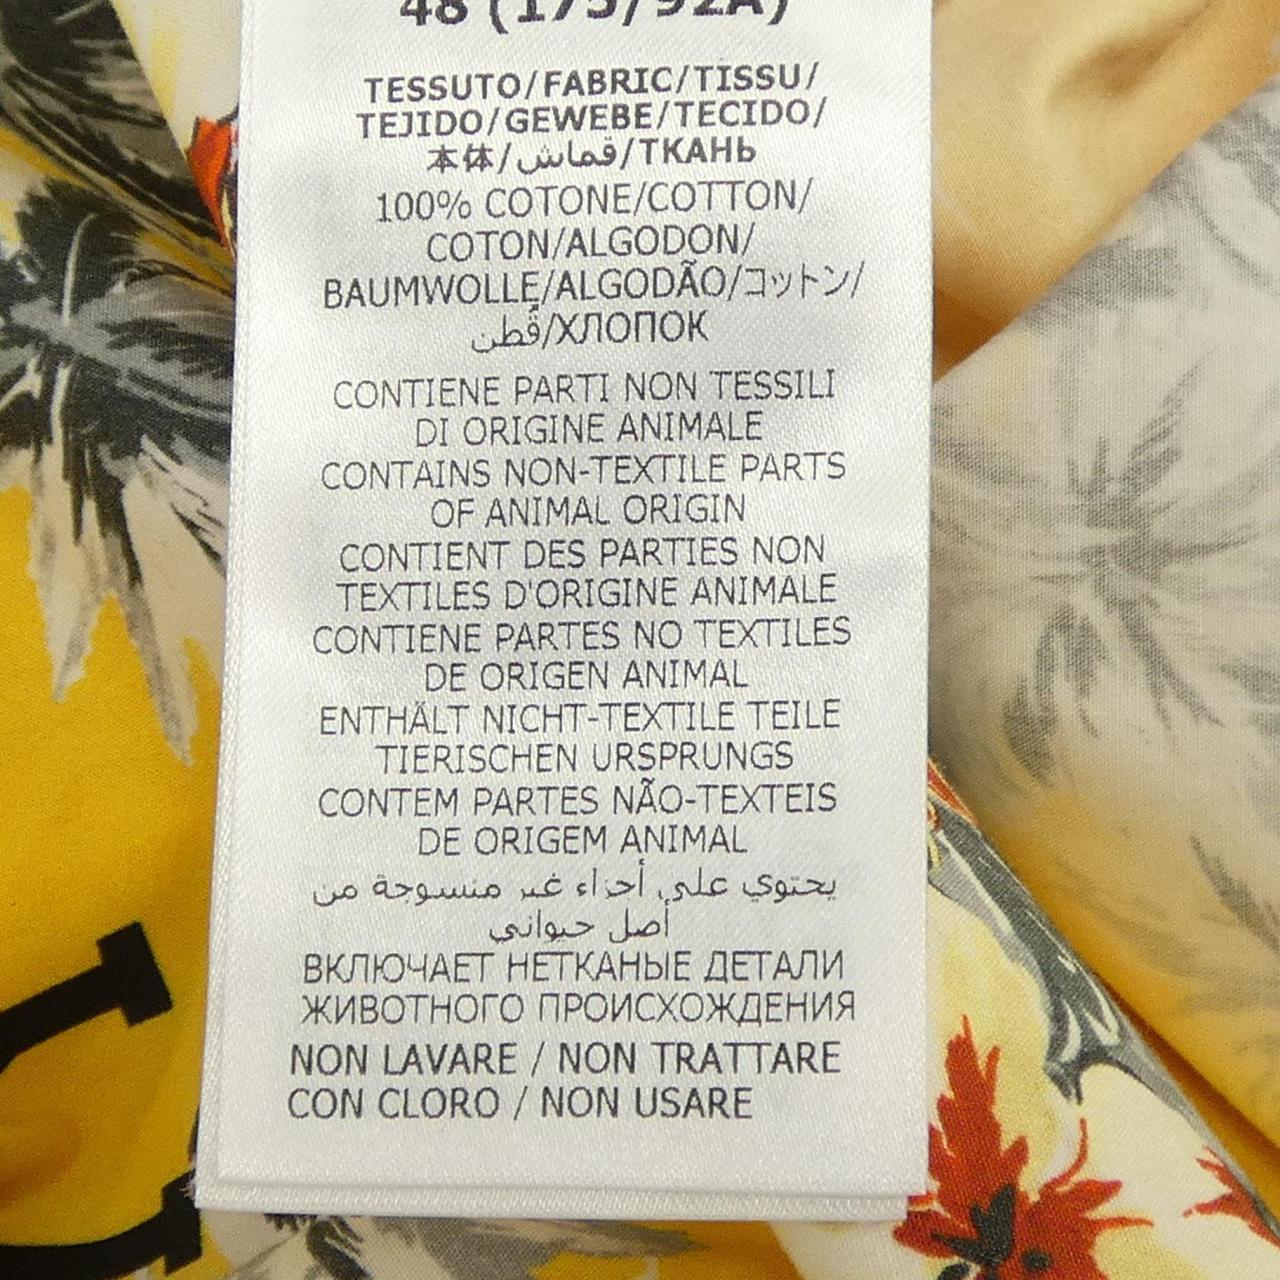 48 (175/92A)
TESSUTO/FABRIC/TISSU/
TEJIDO/GEWEBE/TECIDO/
本体/قماش/ТКАНЬ
100% COTONE/COTTON/
COTON/ALGODON/
BAUMWOLLE/ALGODÃO/コットン/
قُطن/ХЛОПОК
CONTIENE PARTI NON TESSILI
DI ORIGINE ANIMALE
CONTAINS NON-TEXTILE PARTS
OF ANIMAL ORIGIN
CONTIENT DES PARTIES NON
TEXTILES D'ORIGINE ANIMALE
CONTIENE PARTES NO TEXTILES
DE ORIGEN ANIMAL
ENTHÄLT NICHT-TEXTILE TEILE
TIERISCHEN URSPRUNGS
CONTEM PARTES NÃO-TEXTEIS
DE ORIGEM ANIMAL
يحتوي على أجزاء غير منسوجة من
أصل حيواني
ВКЛЮЧАЕТ НЕТКАНЫЕ ДЕТАЛИ
ЖИВОТНОГО ПРОИСХОЖДЕНИЯ
NON LAVARE / NON TRATTARE
CON CLORO / NON USARE